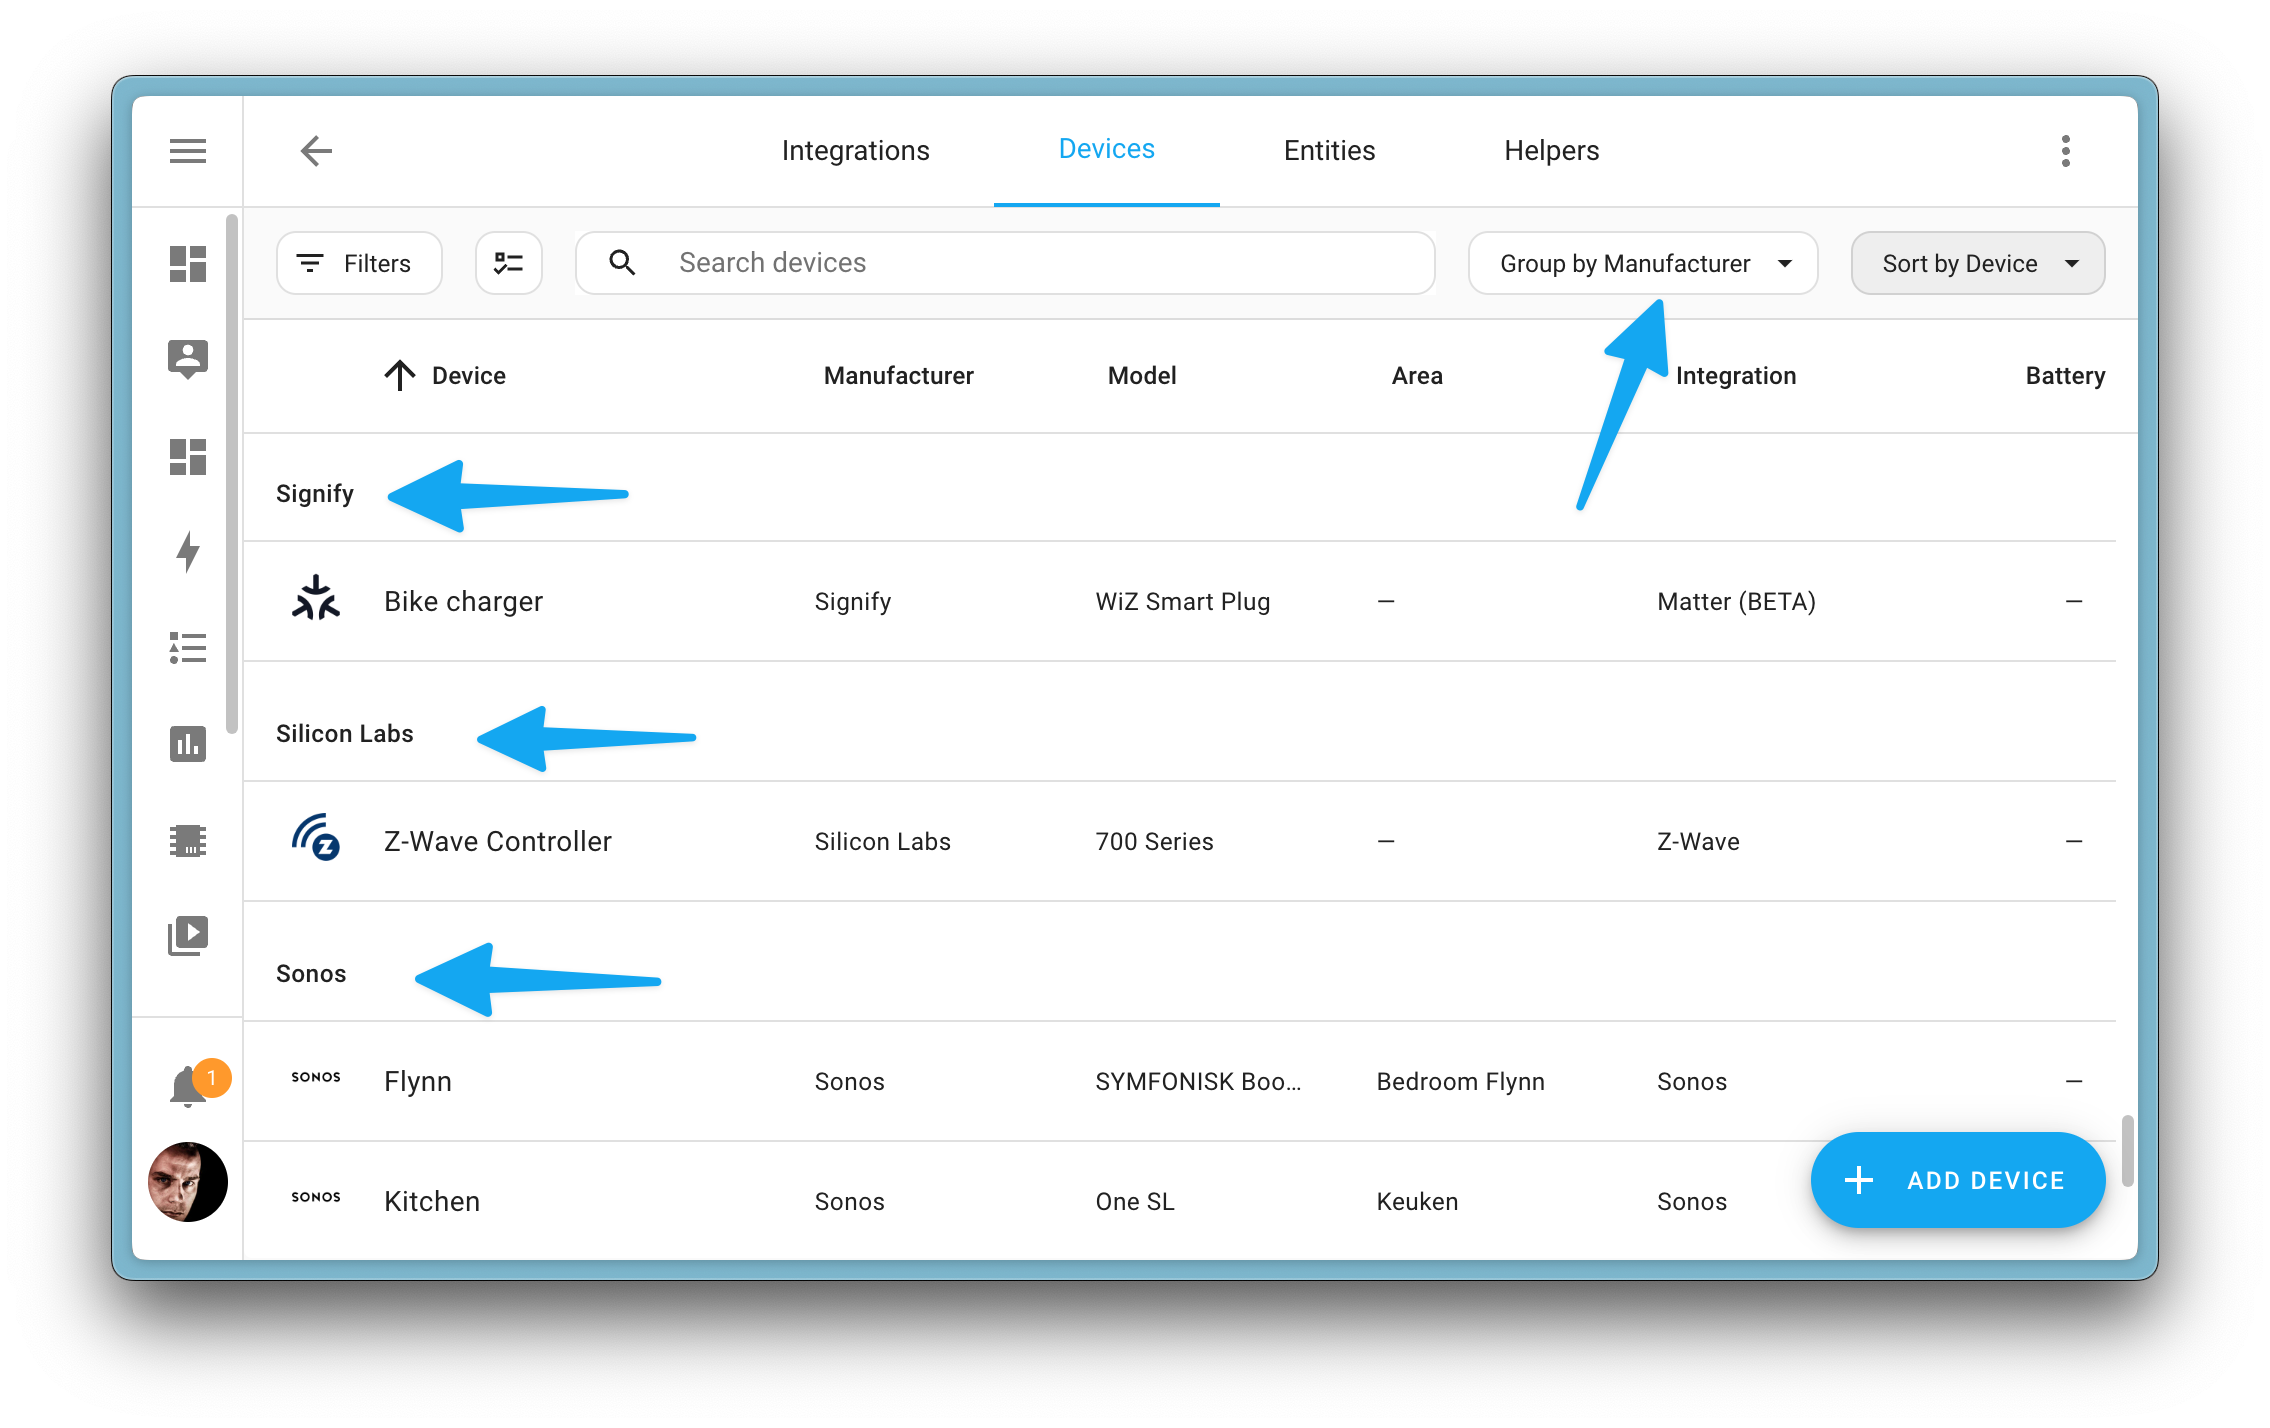 Integrations Devices Entities Helpers
Filters Search devices Group by Manufacturer Sort by Device
Device Manufacturer Model Area Integration Battery
Signify
Bike charger Signify WiZ Smart Plug — Matter (BETA) —
Silicon Labs
Z
Z-Wave Controller Silicon Labs 700 Series — Z-Wave —
Sonos
1
SONOS Flynn Sonos SYMFONISK Boo... Bedroom Flynn Sonos —
SONOS Kitchen Sonos One SL Keuken Sonos
ADD DEVICE